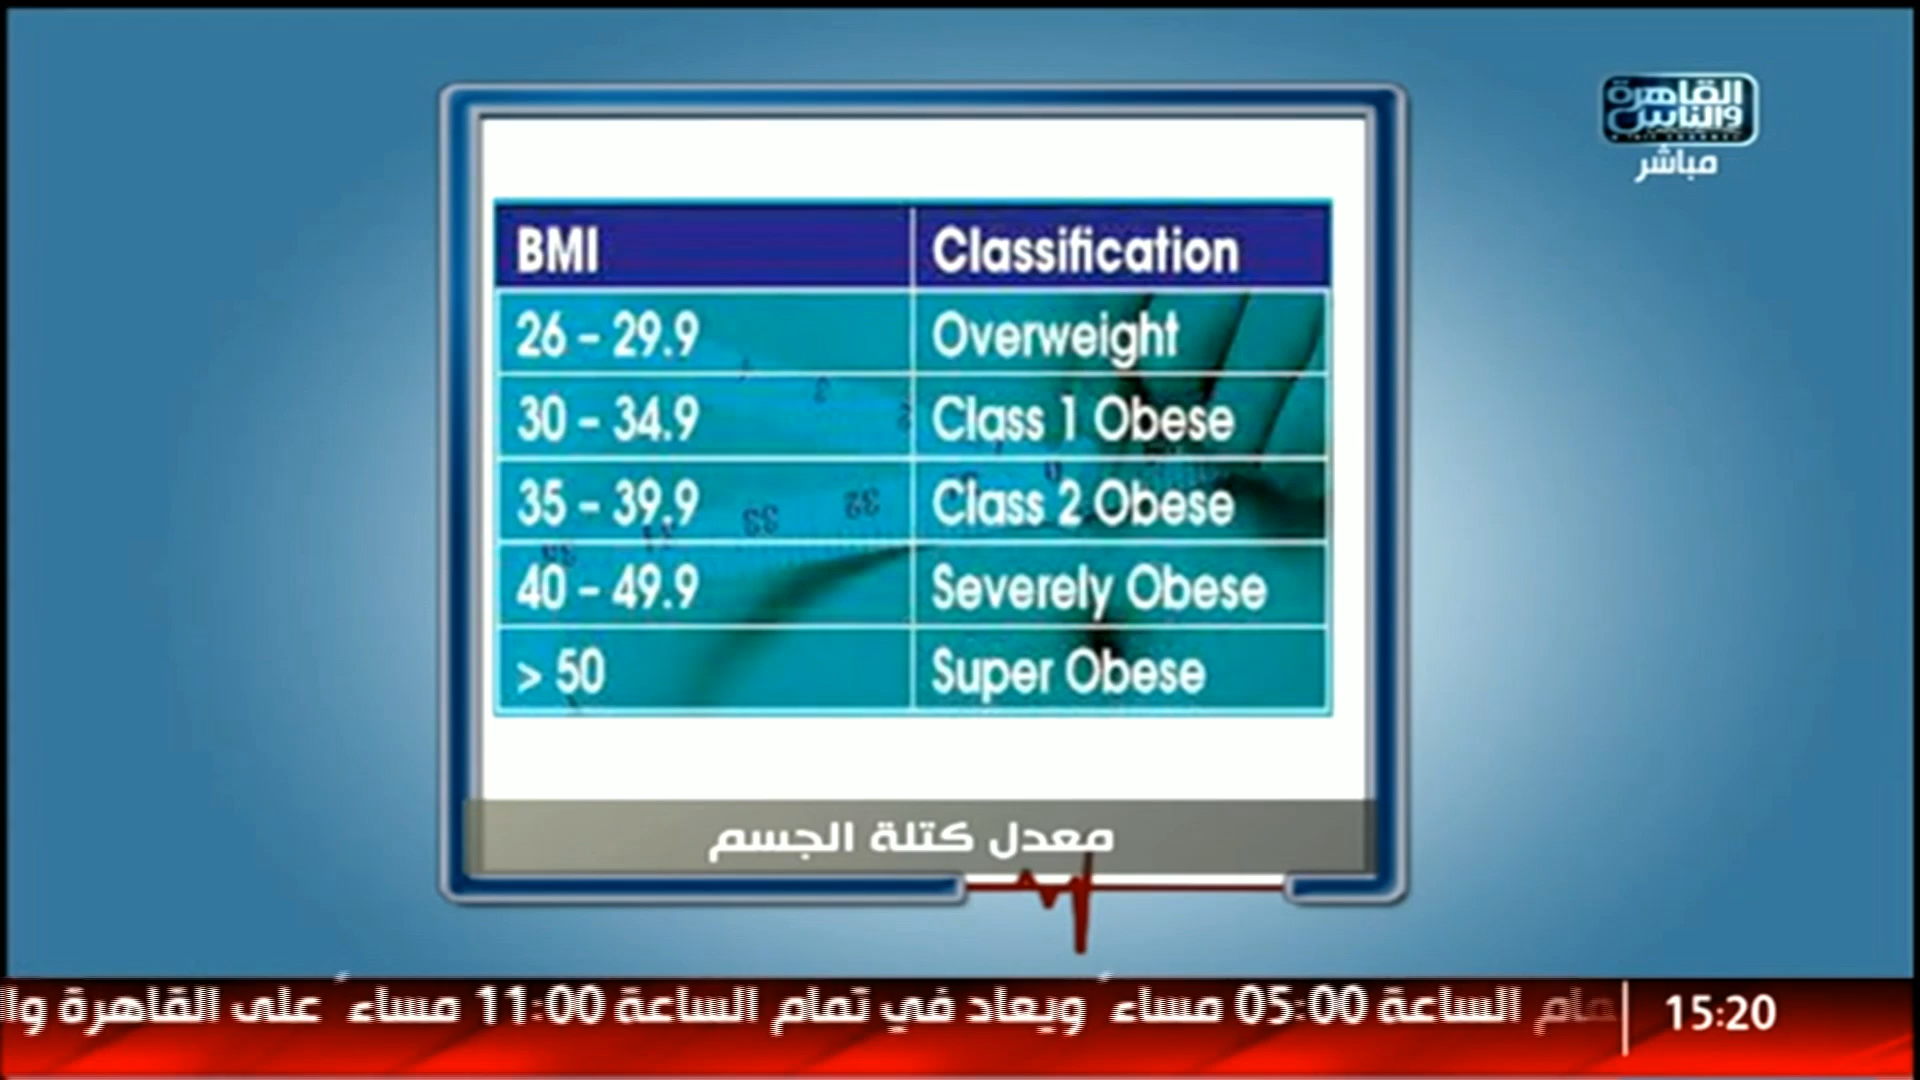 القاهرة
والناس
مباشر
BMI Classification
26 – 29.9 Overweight
30 – 34.9 Class 1 Obese
35 – 39.9 Class 2 Obese
40 – 49.9 Severely Obese
> 50 Super Obese
معدل كتلة الجسم
الساعة 05:00 مساءً ويعاد في تمام الساعة 11:00 مساءً على القاهرة
15:20